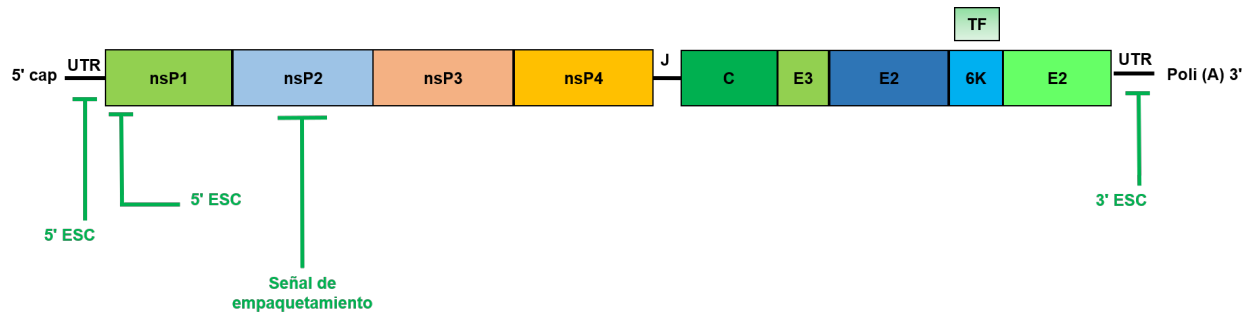 TF
5' cap
UTR
nsP1
nsP2
nsP3
nsP4
J
C
E3
E2
6K
E2
UTR
Poli (A) 3'
5' ESC
5' ESC
3' ESC
Señal de
empaquetamiento